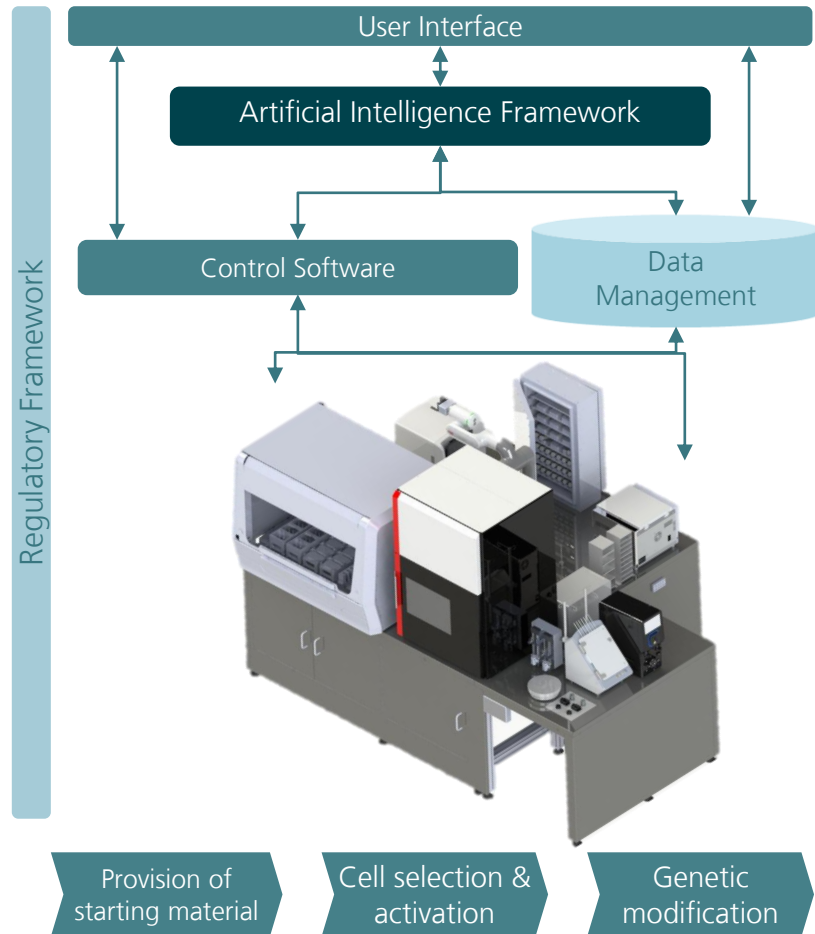 User Interface
Artificial Intelligence Framework
Control Software
Data
Management
Regulatory Framework
Provision of
starting material
Cell selection &
activation
Genetic
modification